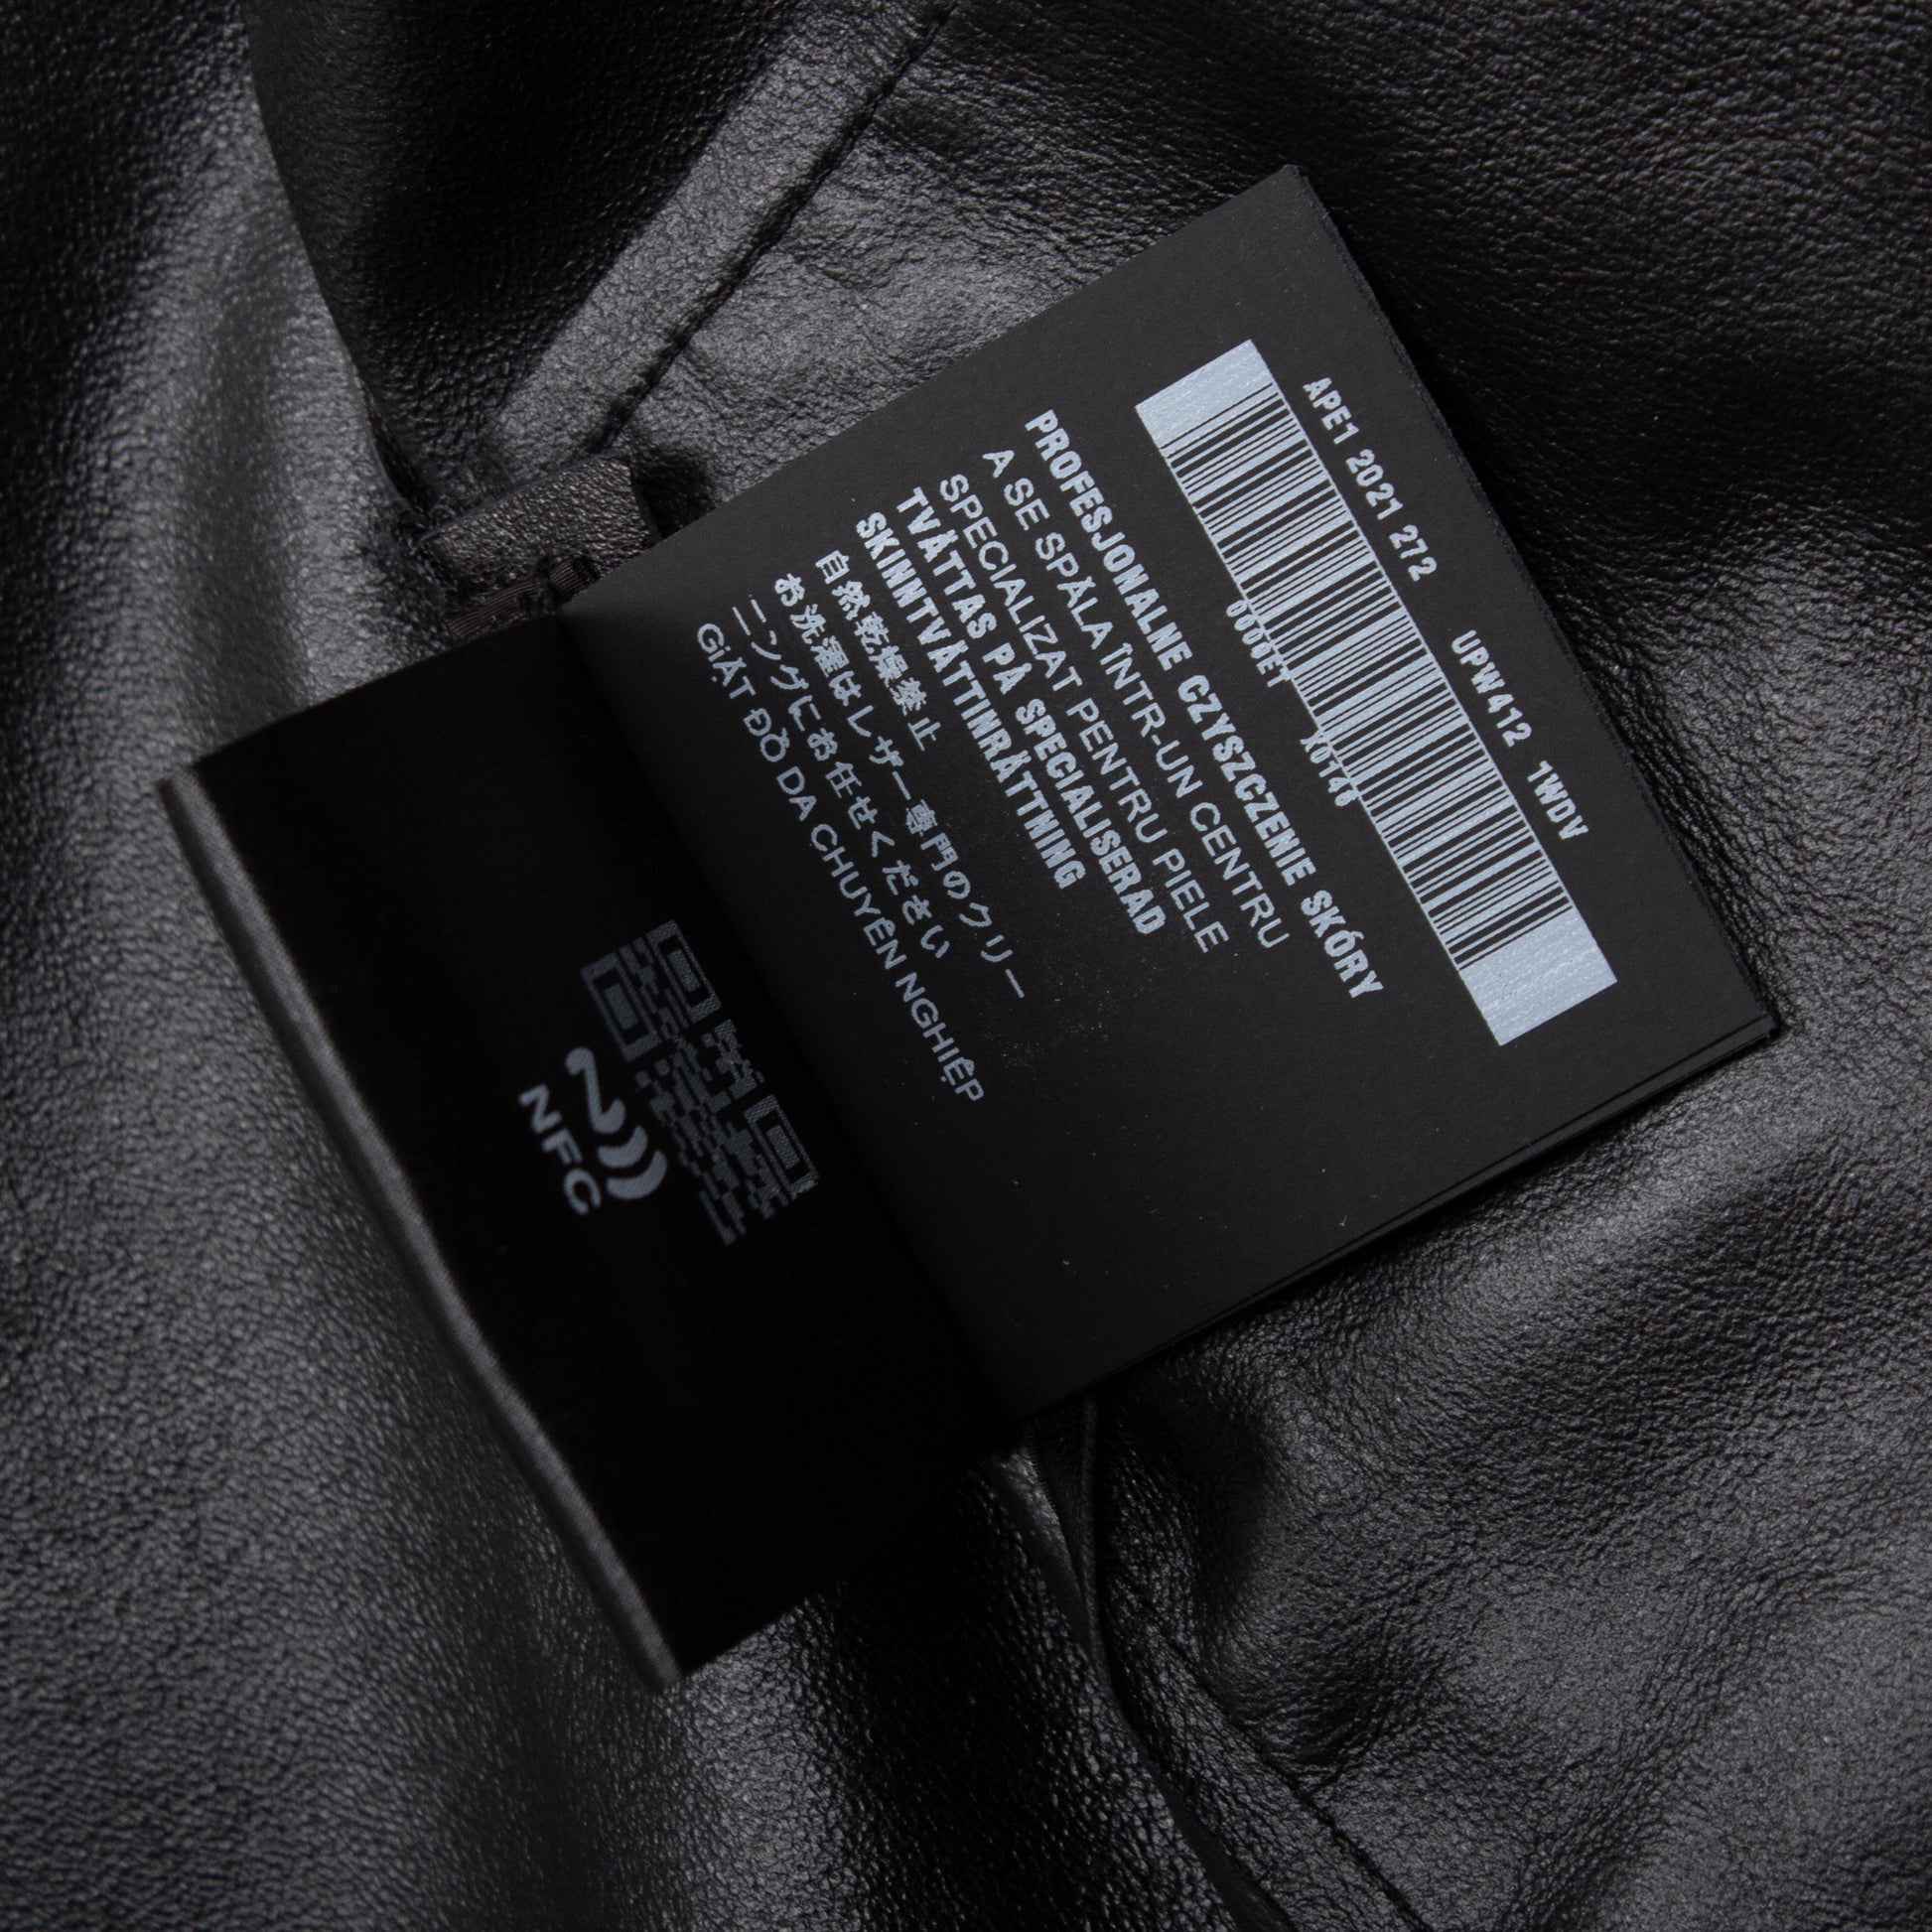 APE1 2021 272 UPW412 1WDV
0000E1 X0146
PROFESJONALNE CZYSZCZENIE SKÓRY
A SE SPĂLA ÎNTR-UN CENTRU
SPECIALIZAT PENTRU PIELE
TVÄTTAS PÅ SPECIALISERAD
SKINNTVÄTTINRÄTTNING
自然乾燥禁止
お洗濯はレザー専門のクリー
ニングにお任せください
GIẶT ĐỒ DA CHUYÊN NGHIỆP
NFC